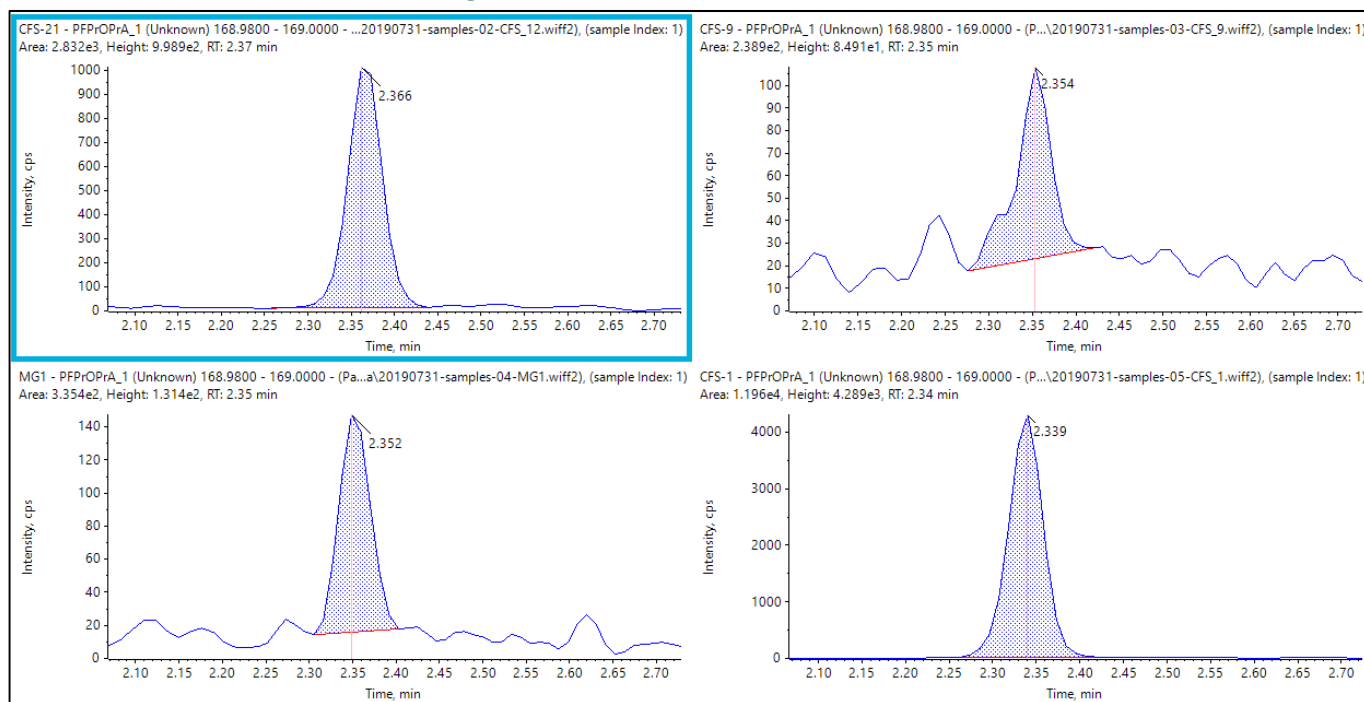 CFS-21 - PFPrOPrA_1 (Unknown) 168.9800 - 169.0000 - ...20190731-samples-02-CFS_12.wiff2), (sample Index: 1)
Area: 2.832e3, Height: 9.989e2, RT: 2.37 min
1000
900
800
700
600
500
400
300
200
100
0
Intensity, cps
2.366
2.10 2.15 2.20 2.25 2.30 2.35 2.40 2.45 2.50 2.55 2.60 2.65 2.70
Time, min
CFS-9 - PFPrOPrA_1 (Unknown) 168.9800 - 169.0000 - (P...\20190731-samples-03-CFS_9.wiff2), (sample Index: 1)
Area: 2.389e2, Height: 8.491e1, RT: 2.35 min
100
90
80
70
60
50
40
30
20
10
0
Intensity, cps
2.354
2.10 2.15 2.20 2.25 2.30 2.35 2.40 2.45 2.50 2.55 2.60 2.65 2.70
Time, min
MG1 - PFPrOPrA_1 (Unknown) 168.9800 - 169.0000 - (Pa...a\20190731-samples-04-MG1.wiff2), (sample Index: 1)
Area: 3.354e2, Height: 1.314e2, RT: 2.35 min
140
120
100
80
60
40
20
0
Intensity, cps
2.352
2.10 2.15 2.20 2.25 2.30 2.35 2.40 2.45 2.50 2.55 2.60 2.65 2.70
Time, min
CFS-1 - PFPrOPrA_1 (Unknown) 168.9800 - 169.0000 - (P...\20190731-samples-05-CFS_1.wiff2), (sample Index: 1)
Area: 1.196e4, Height: 4.289e3, RT: 2.34 min
4000
3000
2000
1000
0
Intensity, cps
2.339
2.10 2.15 2.20 2.25 2.30 2.35 2.40 2.45 2.50 2.55 2.60 2.65 2.70
Time, min